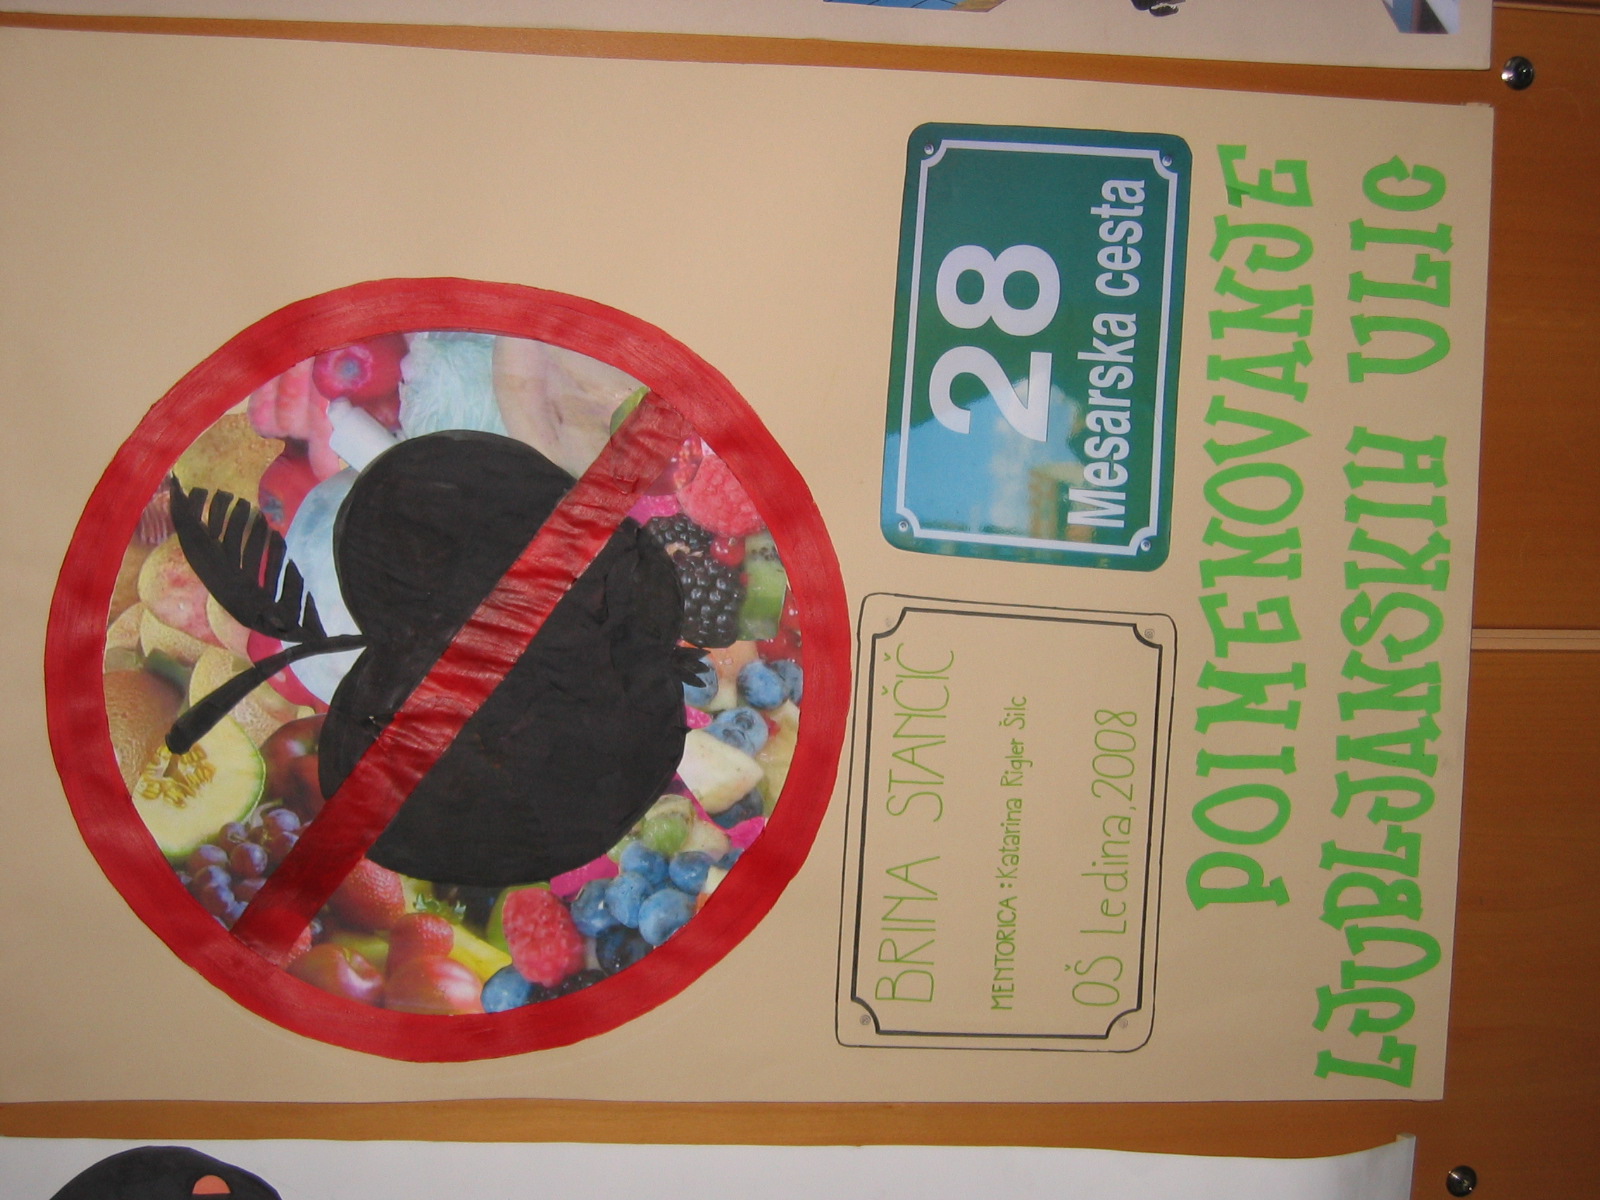 BRINA STANČIČ
MENTORICA: Katarina Rigler Šilc
OŠ Ledina, 2008
28
Mesarska cesta
POIMENOVANJE
LJUBLJANSKIH ULIC